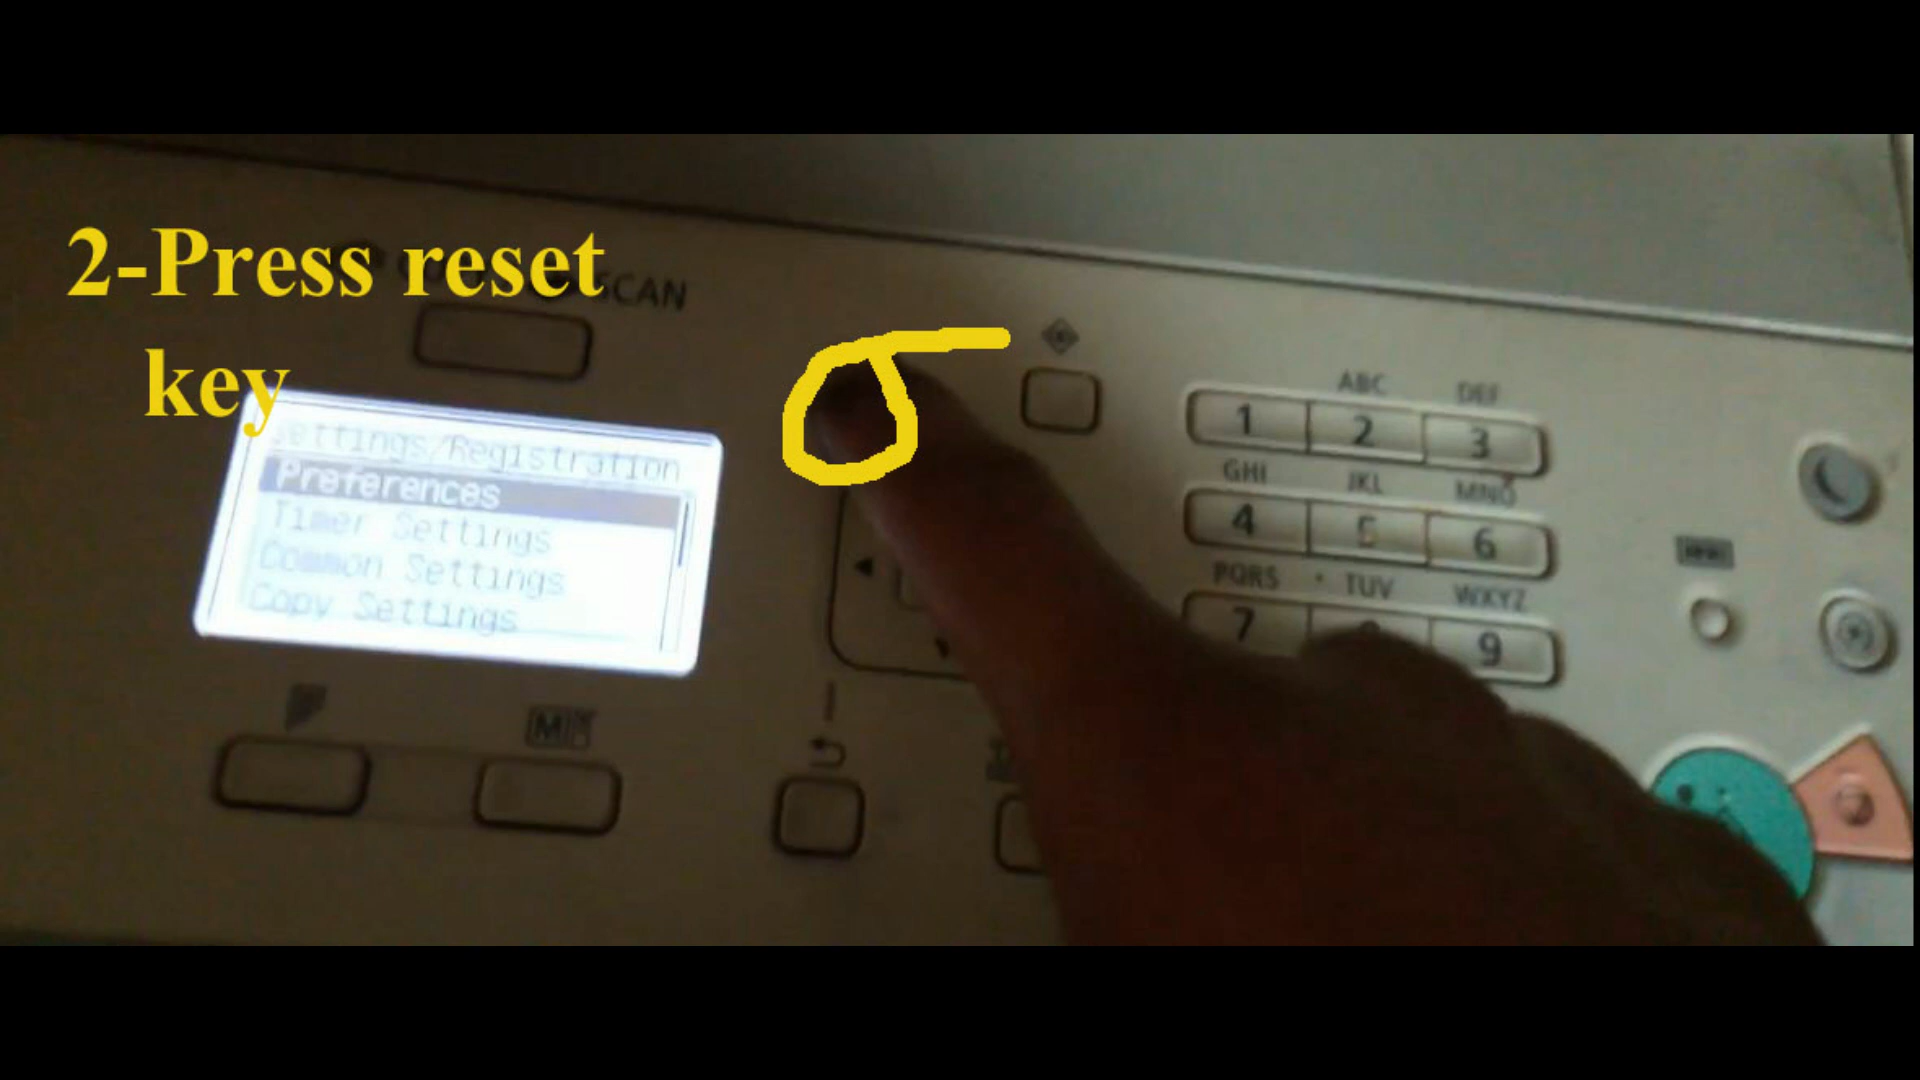 2-Press reset
key
SCAN
Settings/Registration
Preferences
Timer Settings
Common Settings
Copy Settings
ABC DEF
1 2 3
GHI JKL MNO
4 5 6
PQRS TUV WXYZ
7 9
M